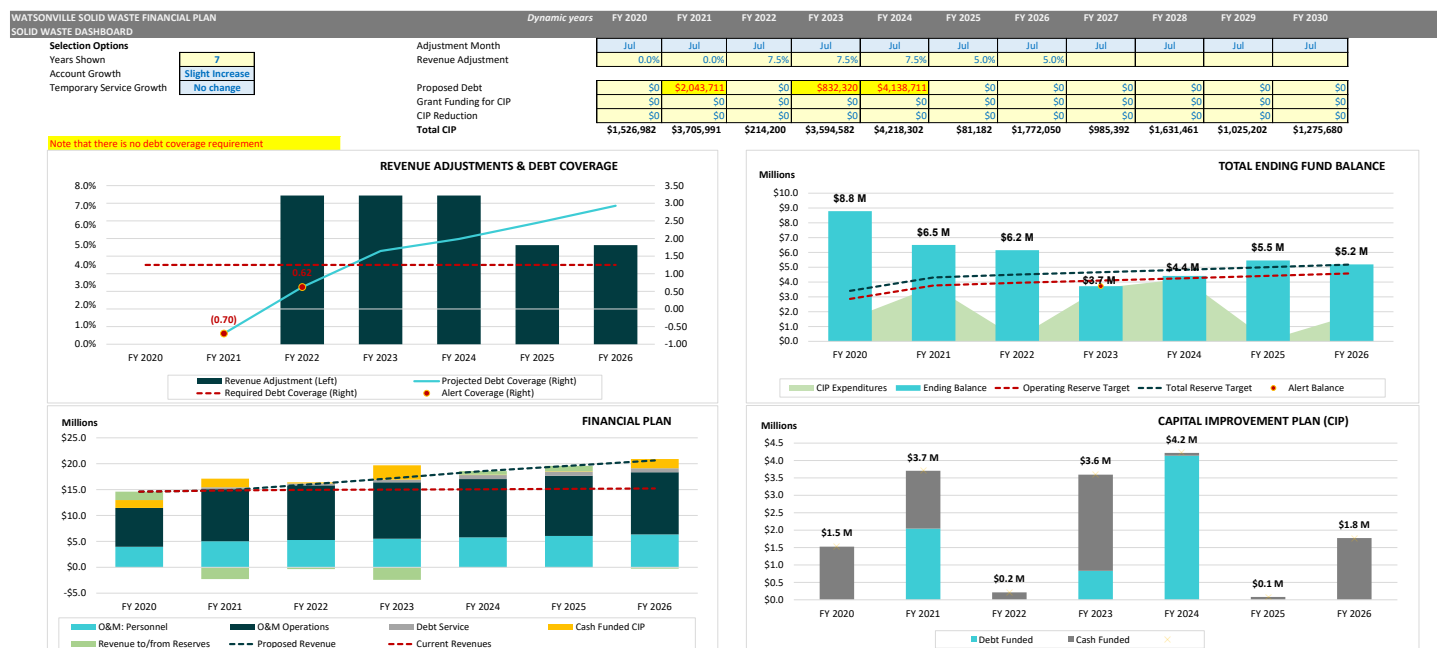 WATSONVILLE SOLID WASTE FINANCIAL PLAN Dynamic years FY 2020 FY 2021 FY 2022 FY 2023 FY 2024 FY 2025 FY 2026 FY 2027 FY 2028 FY 2029 FY 2030
SOLID WASTE DASHBOARD
Selection Options Adjustment Month Jul Jul Jul Jul Jul Jul Jul Jul Jul Jul Jul
Years Shown 7 Revenue Adjustment 0.0% 0.0% 7.5% 7.5% 7.5% 5.0% 5.0%
Account Growth Slight Increase
Temporary Service Growth No change Proposed Debt $0 $2,043,711 $0 $832,320 $4,138,711 $0 $0 $0 $0 $0 $0
Grant Funding for CIP $0 $0 $0 $0 $0 $0 $0 $0 $0 $0 $0
CIP Reduction $0 $0 $0 $0 $0 $0 $0 $0 $0 $0 $0
Total CIP $1,526,982 $3,705,991 $214,200 $3,594,582 $4,218,302 $81,182 $1,772,050 $985,392 $1,631,461 $1,025,202 $1,275,680
Note that there is no debt coverage requirement
REVENUE ADJUSTMENTS & DEBT COVERAGE
8.0% 3.50
7.0% 3.00
6.0% 2.50
5.0% 2.00
4.0% 1.50
3.0% 1.00
2.0% 0.50
1.0% 0.00
0.0% -0.50
-1.00
0.62
(0.70)
FY 2020 FY 2021 FY 2022 FY 2023 FY 2024 FY 2025 FY 2026
Revenue Adjustment (Left) Projected Debt Coverage (Right)
Required Debt Coverage (Right) Alert Coverage (Right)
TOTAL ENDING FUND BALANCE
Millions
$10.0
$9.0
$8.0
$7.0
$6.0
$5.0
$4.0
$3.0
$2.0
$1.0
$0.0
$8.8 M $6.5 M $6.2 M $3.7 M $4.4 M $5.5 M $5.2 M
FY 2020 FY 2021 FY 2022 FY 2023 FY 2024 FY 2025 FY 2026
CIP Expenditures Ending Balance Operating Reserve Target Total Reserve Target Alert Balance
FINANCIAL PLAN
Millions
$25.0
$20.0
$15.0
$10.0
$5.0
$0.0
-$5.0
FY 2020 FY 2021 FY 2022 FY 2023 FY 2024 FY 2025 FY 2026
O&M: Personnel O&M Operations Debt Service Cash Funded CIP
Revenue to/from Reserves Proposed Revenue Current Revenues
CAPITAL IMPROVEMENT PLAN (CIP)
Millions
$4.5
$4.0
$3.5
$3.0
$2.5
$2.0
$1.5
$1.0
$0.5
$0.0
$1.5 M $3.7 M $0.2 M $3.6 M $4.2 M $0.1 M $1.8 M
FY 2020 FY 2021 FY 2022 FY 2023 FY 2024 FY 2025 FY 2026
Debt Funded Cash Funded